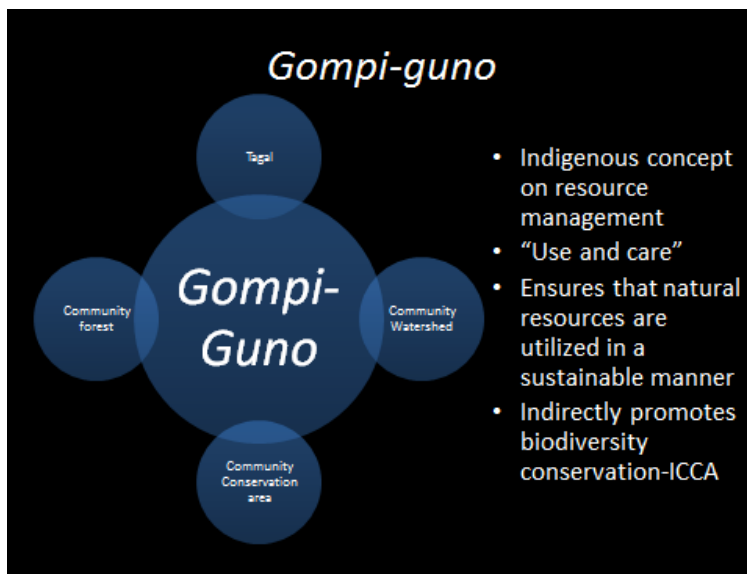 Gompi-guno
Tagal
Community
forest
Gompi-
Guno
Community
Watershed
Community
Conservation
area
• Indigenous concept
on resource
management
• “Use and care”
• Ensures that natural
resources are
utilized in a
sustainable manner
• Indirectly promotes
biodiversity
conservation-ICCA